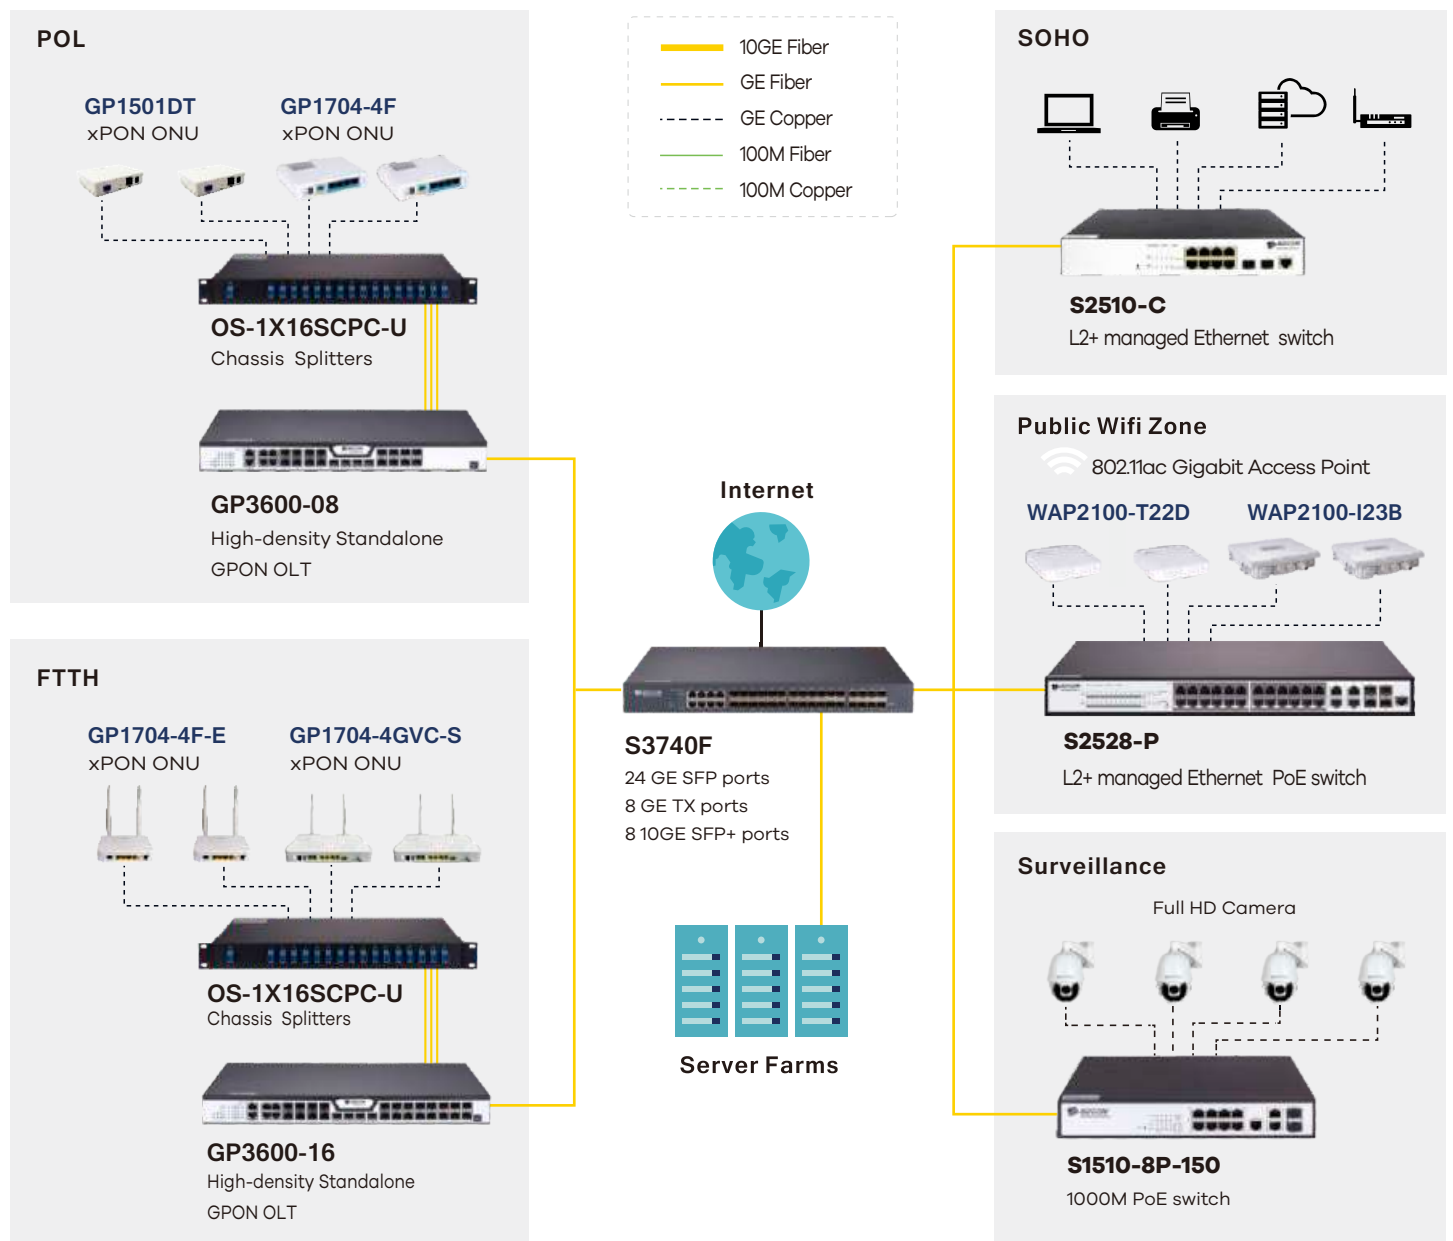 POL
GP1501DT
xPON ONU
GP1704-4F
xPON ONU
OS-1X16SCPC-U
Chassis Splitters
GP3600-08
High-density Standalone
GPON OLT
FTTH
GP1704-4F-E
xPON ONU
GP1704-4GVC-S
xPON ONU
OS-1X16SCPC-U
Chassis Splitters
GP3600-16
High-density Standalone
GPON OLT
10GE Fiber
GE Fiber
GE Copper
100M Fiber
100M Copper
Internet
S3740F
24 GE SFP ports
8 GE TX ports
8 10GE SFP+ ports
Server Farms
SOHO
S2510-C
L2+ managed Ethernet switch
Public Wifi Zone
802.11ac Gigabit Access Point
WAP2100-T22D
WAP2100-I23B
S2528-P
L2+ managed Ethernet PoE switch
Surveillance
Full HD Camera
S1510-8P-150
1000M PoE switch